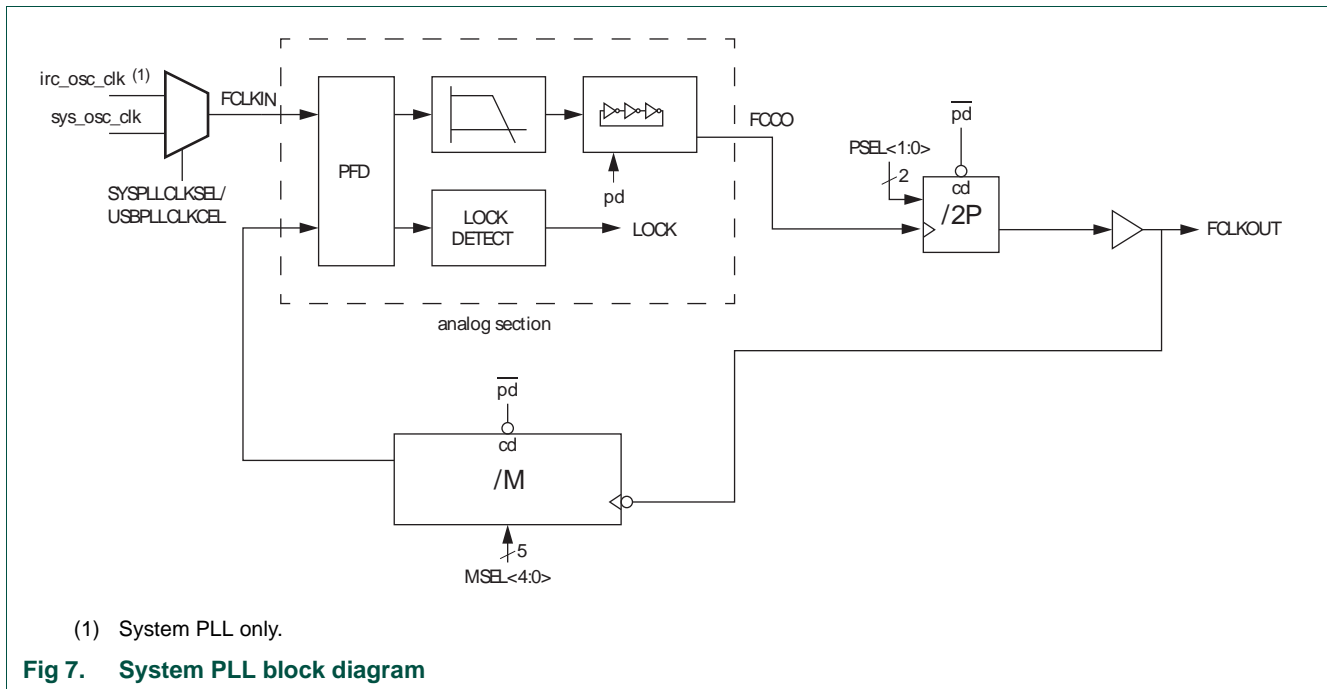 irc_osc_clk (1)
sys_osc_clk
FCLKIN
SYSPLLCLKSEL/
USBPLLCLKCEL
PFD
LOCK
DETECT
LOCK
pd
FCCO
analog section
pd
PSEL<1:0>
2
cd
/2P
FCLKOUT
pd
cd
/M
5
MSEL<4:0>
(1) System PLL only.
Fig 7. System PLL block diagram